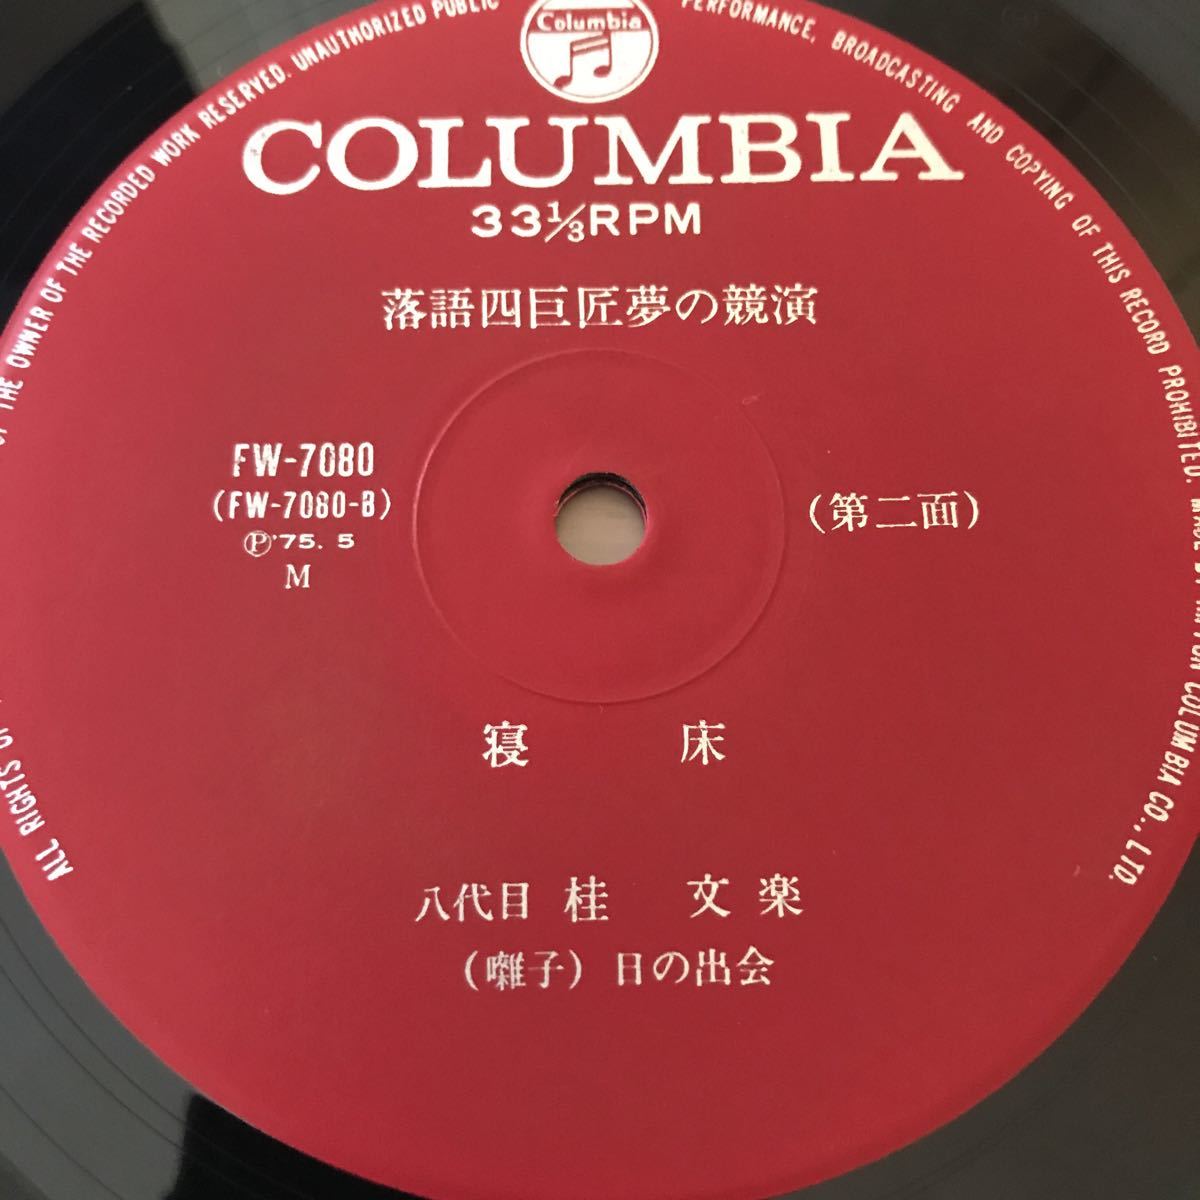 Columbia
COLUMBIA
33⅓RPM
落語四巨匠夢の競演
FW-7080
(FW-7080-B)
Ⓟ'75. 5
M
(第二面)
寝 床
八代目 桂 文楽
(囃子) 日の出会
ALL RIGHTS OF
OF THE OWNER OF THE RECORDED WORK RESERVED. UNAUTHORIZED PUBLIC PERFORMANCE, BROADCASTING AND COPYING OF THIS RECORD PROHIBITED.
COLUMBIA CO., LTD.